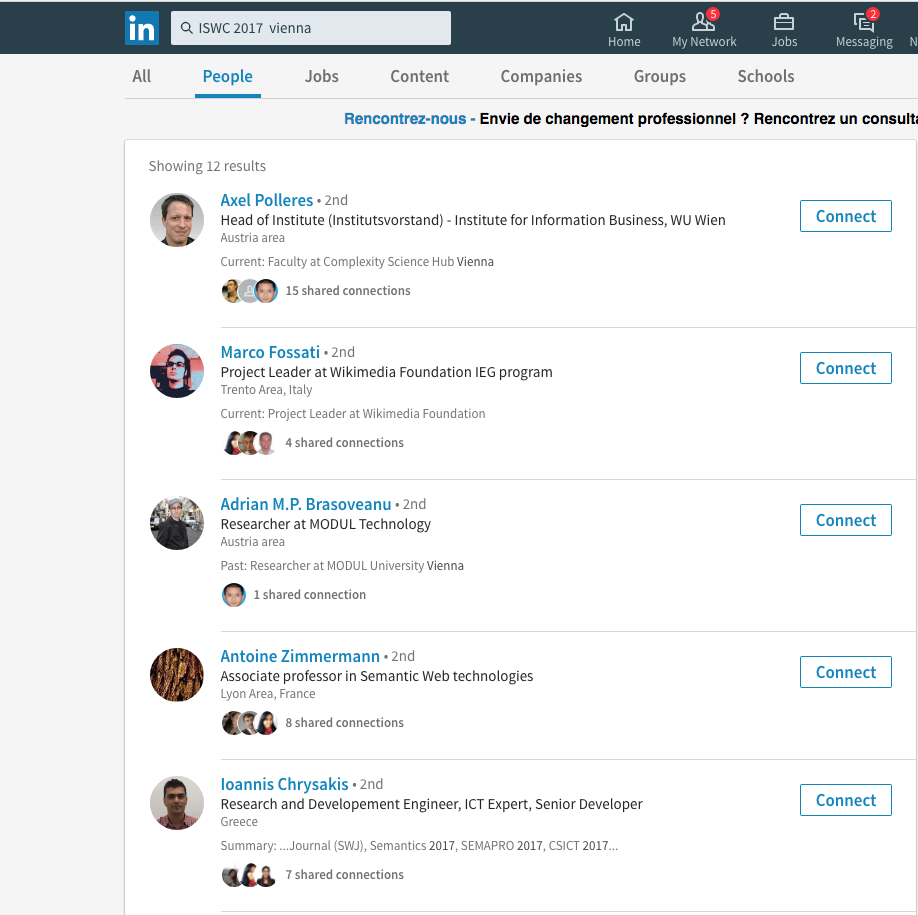 in
ISWC 2017 vienna
5
2
Home
My Network
Jobs
Messaging
N
All
People
Jobs
Content
Companies
Groups
Schools
Rencontrez-nous - Envie de changement professionnel ? Rencontrez un consulta
Showing 12 results
Axel Polleres • 2nd
Head of Institute (Institutsvorstand) - Institute for Information Business, WU Wien
Austria area
Current: Faculty at Complexity Science Hub Vienna
15 shared connections
Connect
Marco Fossati • 2nd
Project Leader at Wikimedia Foundation IEG program
Trento Area, Italy
Current: Project Leader at Wikimedia Foundation
4 shared connections
Connect
Adrian M.P. Brasoveanu • 2nd
Researcher at MODUL Technology
Austria area
Past: Researcher at MODUL University Vienna
1 shared connection
Connect
Antoine Zimmermann • 2nd
Associate professor in Semantic Web technologies
Lyon Area, France
8 shared connections
Connect
Ioannis Chrysakis • 2nd
Research and Developement Engineer, ICT Expert, Senior Developer
Greece
Summary: ...Journal (SWJ), Semantics 2017, SEMAPRO 2017, CSICT 2017...
7 shared connections
Connect